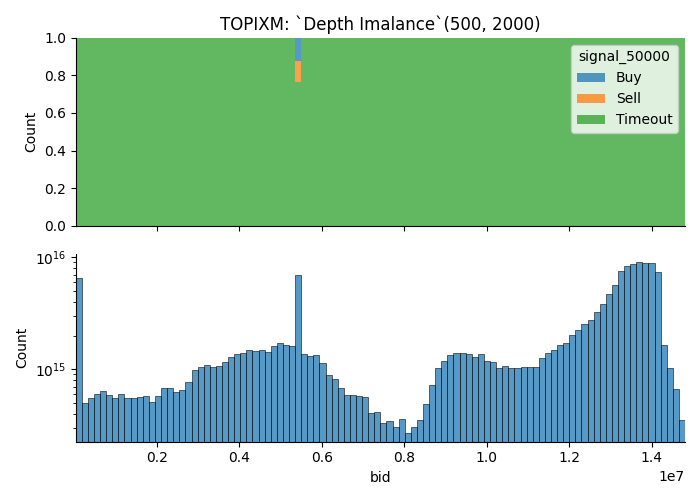 TOPIXM: `Depth Imalance`(500, 2000)
1.0
0.8
0.6
0.4
0.2
0.0
Count
signal_50000
Buy
Sell
Timeout
10^16
10^15
Count
0.2 0.4 0.6 0.8 1.0 1.2 1.4
1e7
bid